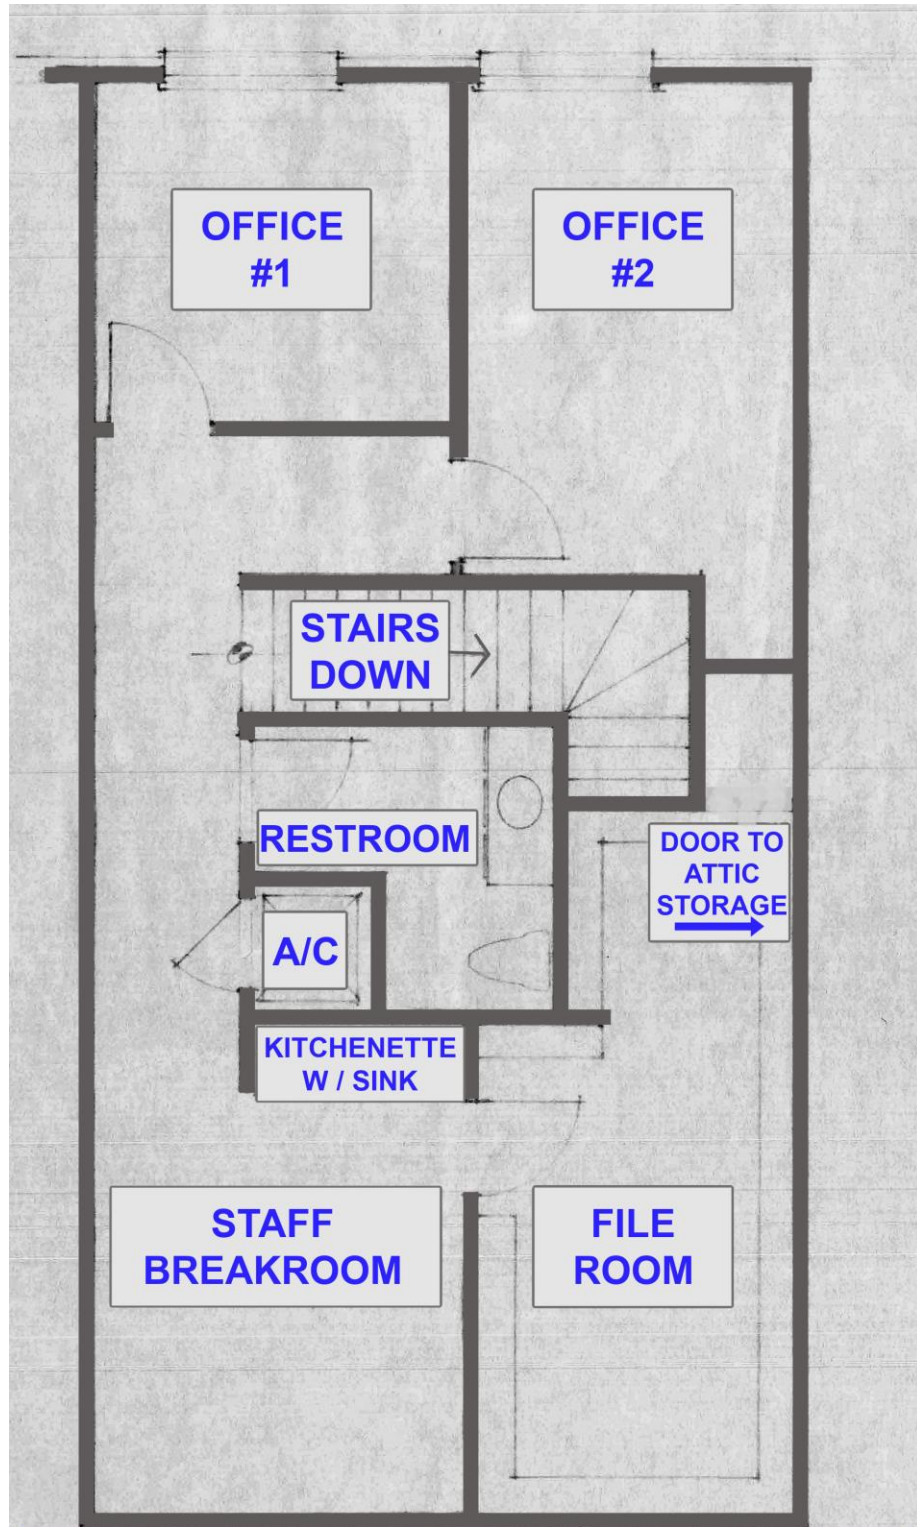 OFFICE
#1
OFFICE
#2
STAIRS
DOWN
RESTROOM
DOOR TO
ATTIC
STORAGE
A/C
KITCHENETTE
W / SINK
STAFF
BREAKROOM
FILE
ROOM